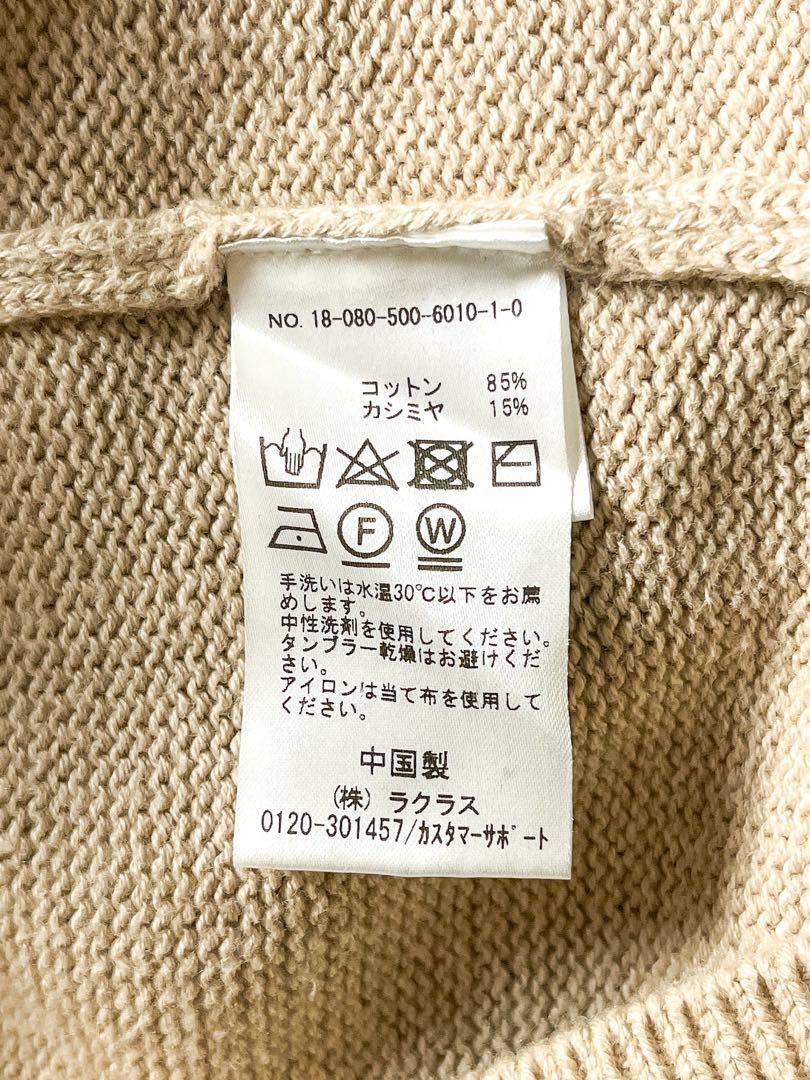 NO. 18-080-500-6010-1-0
コットン 85%
カシミヤ 15%
F W
手洗いは水温30℃以下をお薦
めします。
中性洗剤を使用してください。
タンブラー乾燥はお避けくだ
さい。
アイロンは当て布を使用して
ください。
中国製
(株) ラクラス
0120-301457/カスタマーサポート